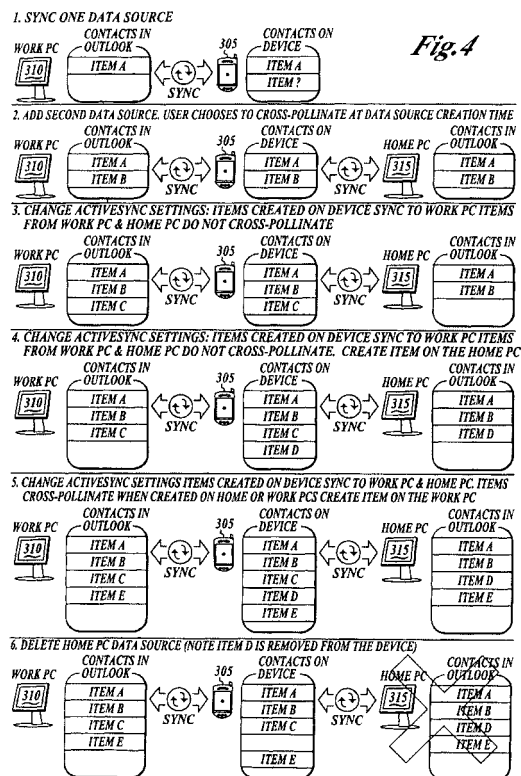 1. SYNC ONE DATA SOURCE
Fig.4
WORK PC
310
CONTACTS IN
OUTLOOK
ITEM A
SYNC
305
CONTACTS ON
DEVICE
ITEM A
ITEM ?
2. ADD SECOND DATA SOURCE. USER CHOOSES TO CROSS-POLLINATE AT DATA SOURCE CREATION TIME
WORK PC
310
CONTACTS IN
OUTLOOK
ITEM A
ITEM B
SYNC
305
CONTACTS ON
DEVICE
ITEM A
ITEM B
SYNC
HOME PC
315
CONTACTS IN
OUTLOOK
ITEM A
ITEM B
3. CHANGE ACTIVESYNC SETTINGS: ITEMS CREATED ON DEVICE SYNC TO WORK PC ITEMS
FROM WORK PC & HOME PC DO NOT CROSS-POLLINATE
WORK PC
310
CONTACTS IN
OUTLOOK
ITEM A
ITEM B
ITEM C
SYNC
305
CONTACTS ON
DEVICE
ITEM A
ITEM B
ITEM C
SYNC
HOME PC
315
CONTACTS IN
OUTLOOK
ITEM A
ITEM B
4. CHANGE ACTIVESYNC SETTINGS: ITEMS CREATED ON DEVICE SYNC TO WORK PC ITEMS
FROM WORK PC & HOME PC DO NOT CROSS-POLLINATE. CREATE ITEM ON THE HOME PC
WORK PC
310
CONTACTS IN
OUTLOOK
ITEM A
ITEM B
ITEM C
SYNC
305
CONTACTS ON
DEVICE
ITEM A
ITEM B
ITEM C
ITEM D
SYNC
HOME PC
315
CONTACTS IN
OUTLOOK
ITEM A
ITEM B
ITEM D
5. CHANGE ACTIVESYNC SETTINGS ITEMS CREATED ON DEVICE SYNC TO WORK PC & HOME PC. ITEMS
CROSS-POLLINATE WHEN CREATED ON HOME OR WORK PCS CREATE ITEM ON THE WORK PC
WORK PC
310
CONTACTS IN
OUTLOOK
ITEM A
ITEM B
ITEM C
ITEM E
SYNC
305
CONTACTS ON
DEVICE
ITEM A
ITEM B
ITEM C
ITEM D
ITEM E
SYNC
HOME PC
315
CONTACTS IN
OUTLOOK
ITEM A
ITEM B
ITEM D
ITEM E
6. DELETE HOME PC DATA SOURCE (NOTE ITEM D IS REMOVED FROM THE DEVICE)
WORK PC
310
CONTACTS IN
OUTLOOK
ITEM A
ITEM B
ITEM C
ITEM E
SYNC
305
CONTACTS ON
DEVICE
ITEM A
ITEM B
ITEM C
ITEM E
SYNC
HOME PC
315
CONTACTS IN
OUTLOOK
ITEM A
ITEM B
ITEM D
ITEM E